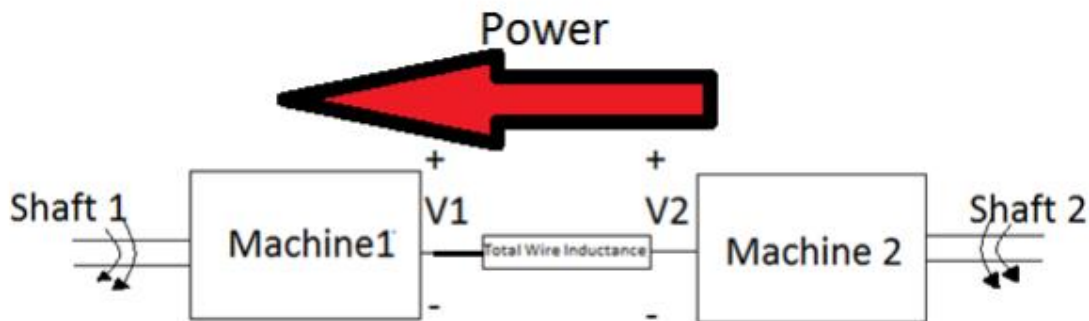 Power
+ +
Shaft 1 V1 V2 Shaft 2
Machine1 Total Wire Inductance Machine 2
- -